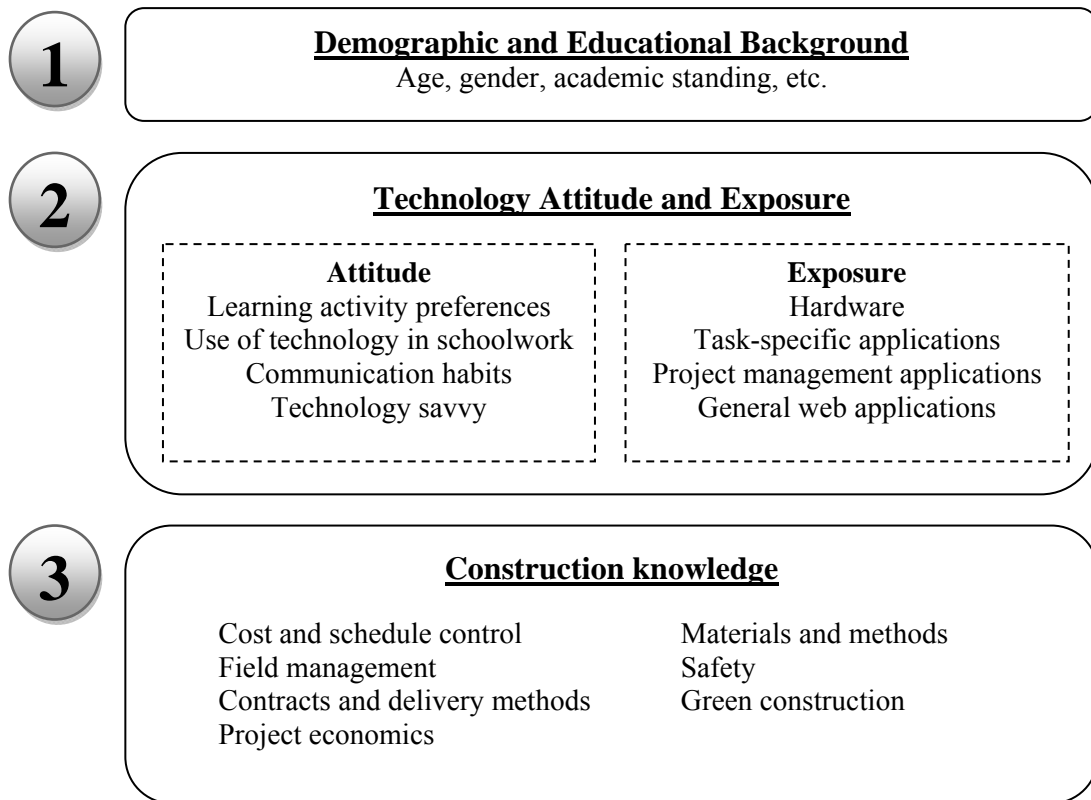 1
Demographic and Educational Background
Age, gender, academic standing, etc.
2
Technology Attitude and Exposure
Attitude
Learning activity preferences
Use of technology in schoolwork
Communication habits
Technology savvy
Exposure
Hardware
Task-specific applications
Project management applications
General web applications
3
Construction knowledge
Cost and schedule control
Field management
Contracts and delivery methods
Project economics
Materials and methods
Safety
Green construction